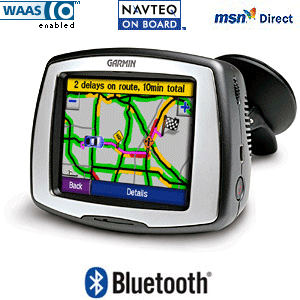 WAAS
enabled
NAVTEQ
ON BOARD
msn Direct
GARMIN
2 delays on route, 10min total
Back
Details
Bluetooth®